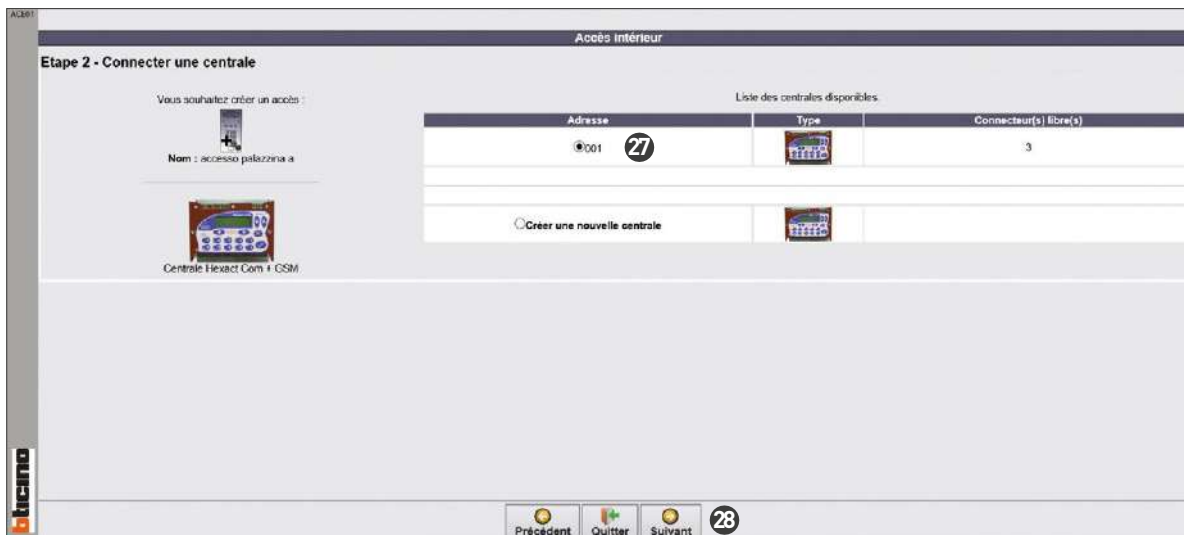 ACE61
Accès Intérieur
Etape 2 - Connecter une centrale
Vous souhaitez créer un accès :
Nom : accesso palazzina a
Centrale Hexact Com + GSM
Liste des centrales disponibles.
Adresse Type Connecteur(s) libre(s)
001 27 3
Créer une nouvelle centrale
bticino
Précédent Quitter Suivant 28